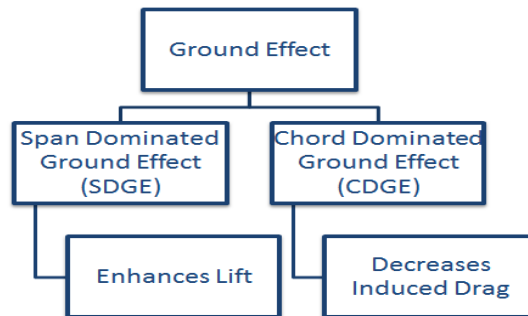 Ground Effect
Span Dominated
Ground Effect
(SDGE)
Chord Dominated
Ground Effect
(CDGE)
Enhances Lift
Decreases
Induced Drag